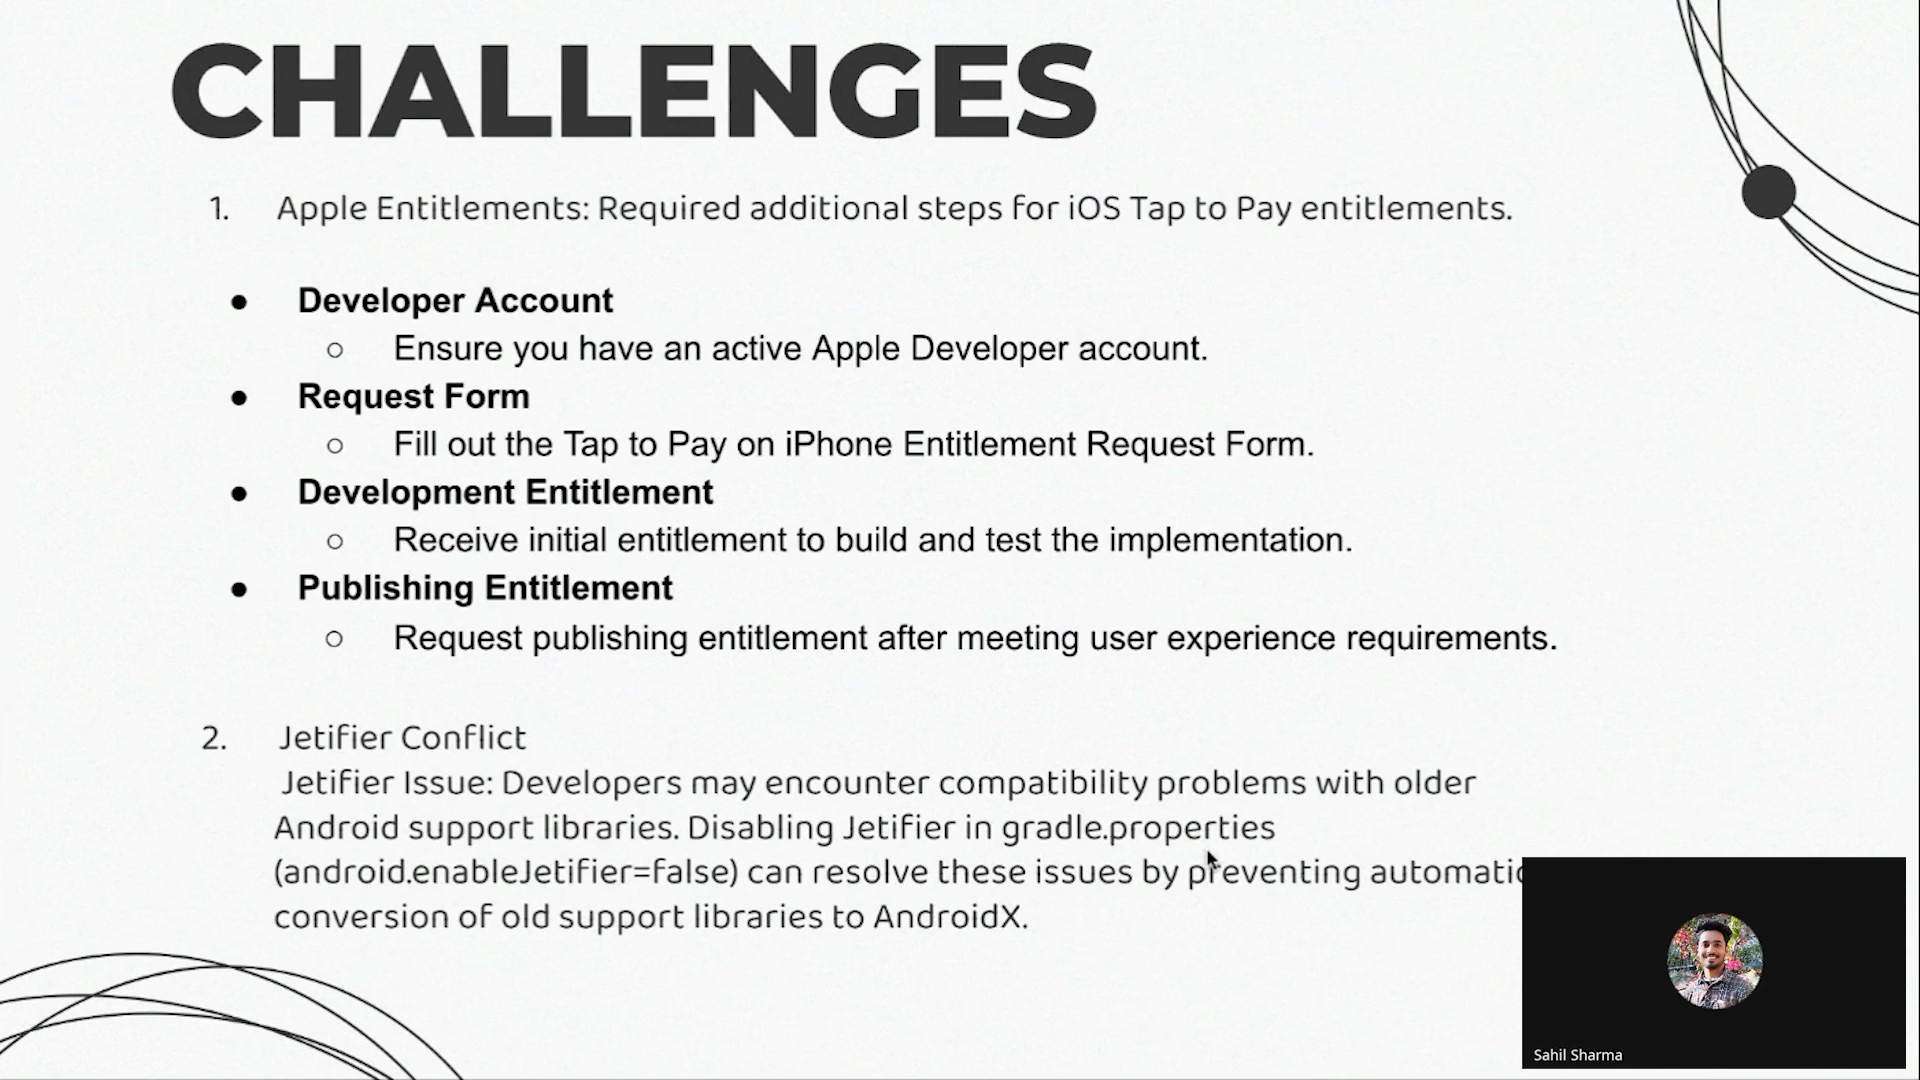 CHALLENGES
1. Apple Entitlements: Required additional steps for iOS Tap to Pay entitlements.
● Developer Account
○ Ensure you have an active Apple Developer account.
● Request Form
○ Fill out the Tap to Pay on iPhone Entitlement Request Form.
● Development Entitlement
○ Receive initial entitlement to build and test the implementation.
● Publishing Entitlement
○ Request publishing entitlement after meeting user experience requirements.
2. Jetifier Conflict
Jetifier Issue: Developers may encounter compatibility problems with older
Android support libraries. Disabling Jetifier in gradle.properties
(android.enableJetifier=false) can resolve these issues by preventing automatic
conversion of old support libraries to AndroidX.
Sahil Sharma